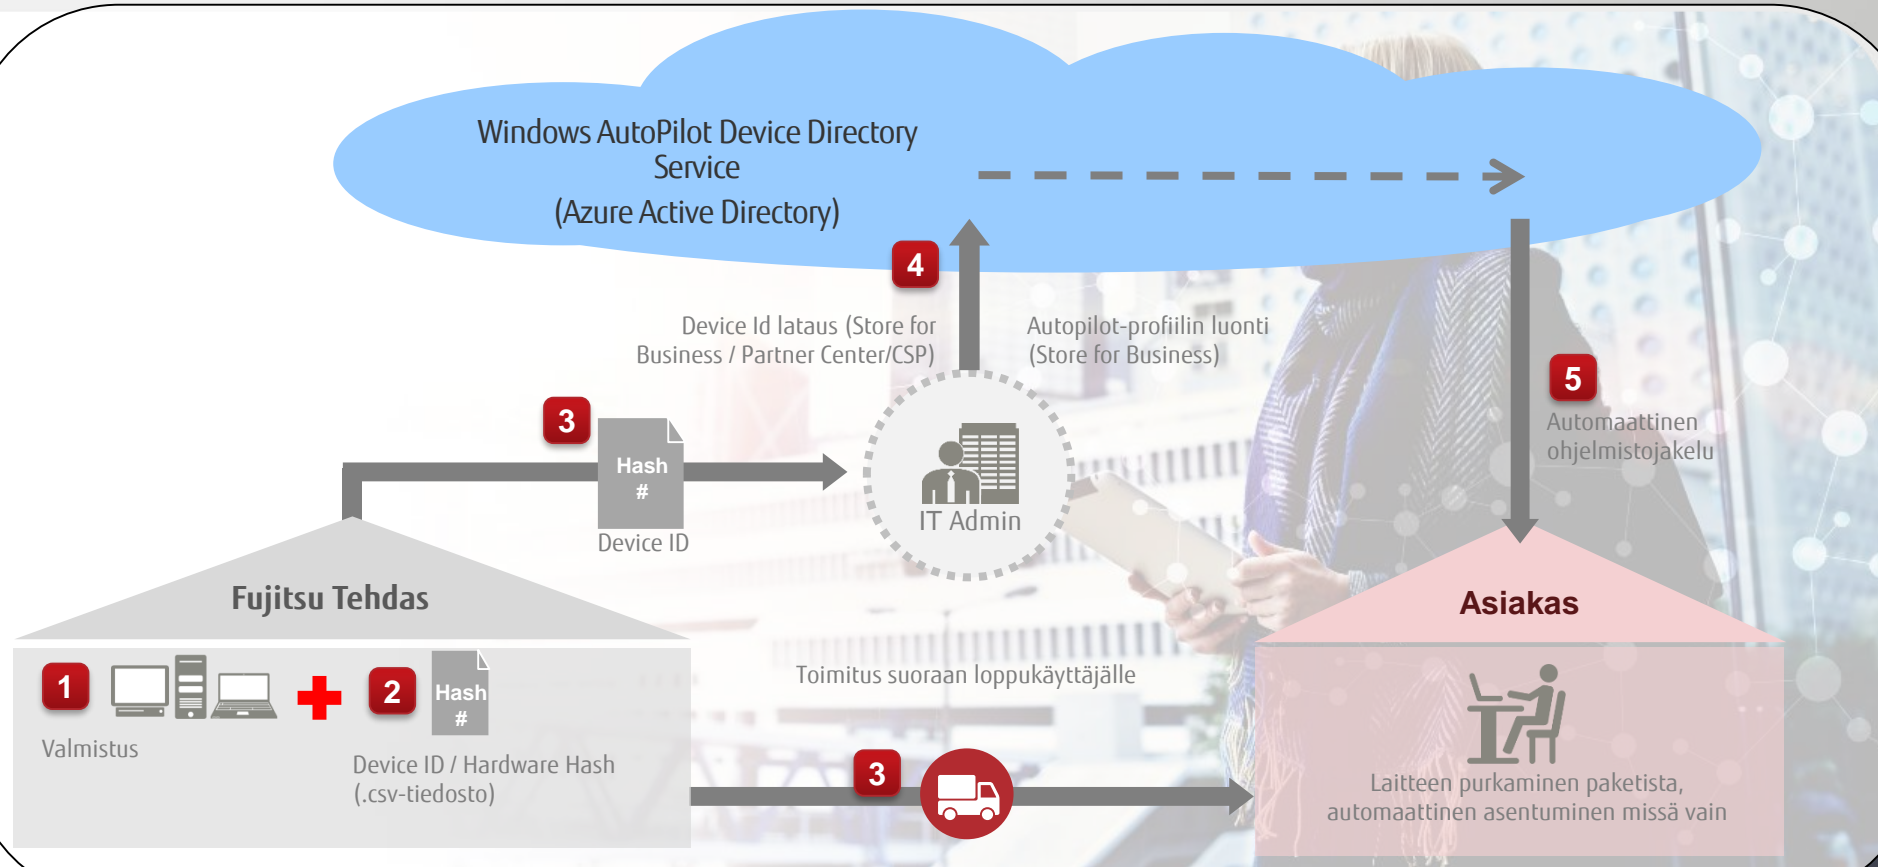 Windows AutoPilot Device Directory
Service
(Azure Active Directory)
4
Device Id lataus (Store for
Business / Partner Center/CSP)
Autopilot-profiilin luonti
(Store for Business)
5
Automaattinen
ohjelmistojakelu
3
Hash
#
Device ID
IT Admin
Fujitsu Tehdas
1
Valmistus
2
Hash
#
Device ID / Hardware Hash
(.csv-tiedosto)
Toimitus suoraan loppukäyttäjälle
3
Asiakas
Laitteen purkaminen paketista,
automaattinen asentuminen missä vain